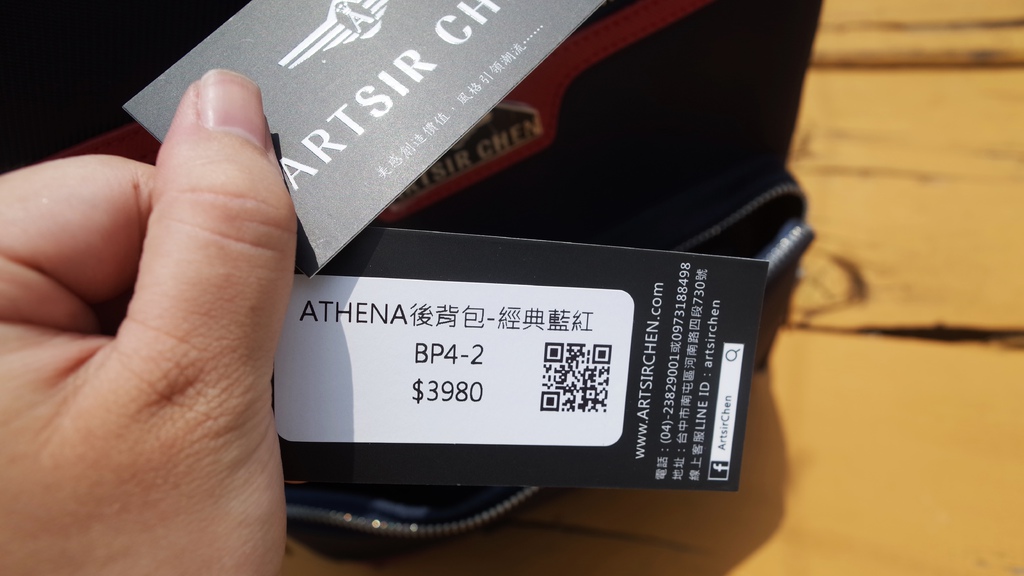 A
ARTSIR CH
美感創造價值，風格引領潮流......
ARTSIR CHEN
ATHENA後背包-經典藍紅
BP4-2
$3980
www.ARTSIRCHEN.com
電話：(04)-23829001或0973188498
地址：台中市南屯區河南路四段730號
線上客服LINE ID：artsirchen
f ArtsirChen